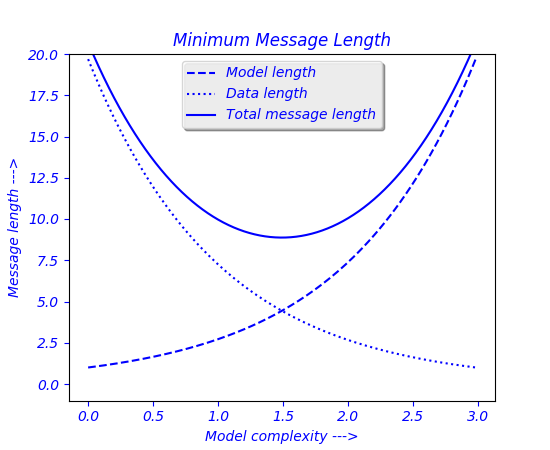 Minimum Message Length
Model length
Data length
Total message length
Message length --->
20.0
17.5
15.0
12.5
10.0
7.5
5.0
2.5
0.0
0.0 0.5 1.0 1.5 2.0 2.5 3.0
Model complexity --->